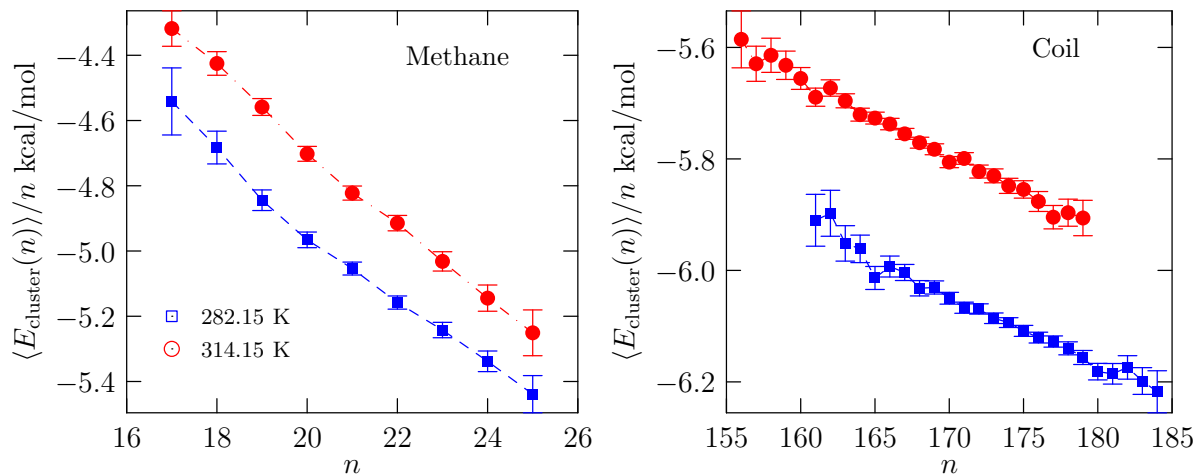 ⟨E_cluster(n)⟩/n kcal/mol
−4.4
−4.6
−4.8
−5.0
−5.2
−5.4
Methane
282.15 K
314.15 K
16 18 20 22 24 26
n
⟨E_cluster(n)⟩/n kcal/mol
−5.6
−5.8
−6.0
−6.2
Coil
155 160 165 170 175 180 185
n